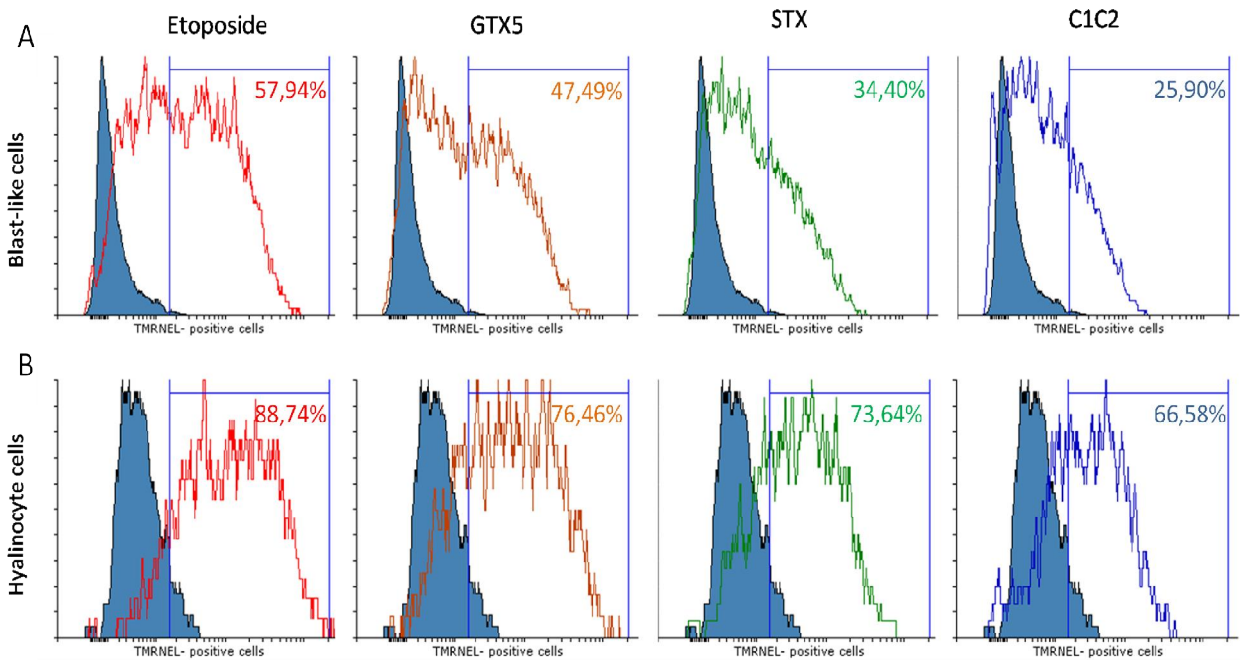 Etoposide GTX5 STX C1C2
A
57,94% 47,49% 34,40% 25,90%
Blast-like cells
TMRNEL- positive cells TMRNEL- positive cells TMRNEL- positive cells TMRNEL- positive cells
B
88,74% 76,46% 73,64% 66,58%
Hyalinocyte cells
TMRNEL- positive cells TMRNEL- positive cells TMRNEL- positive cells TMRNEL- positive cells